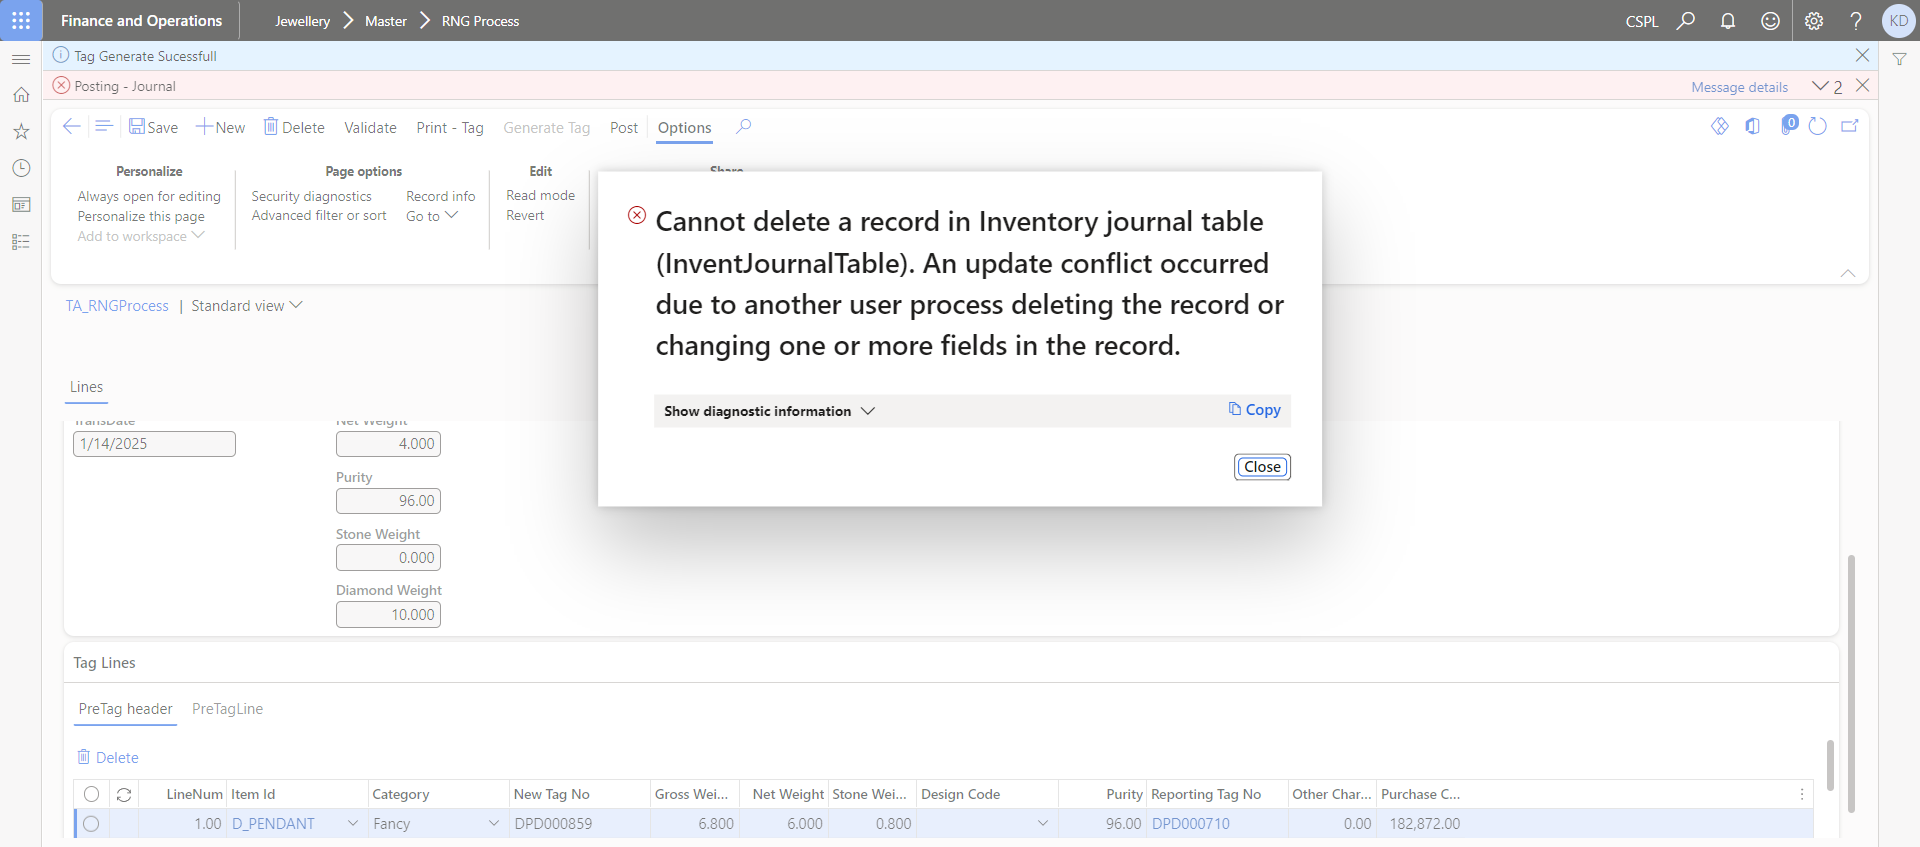 Finance and Operations
Jewellery > Master > RNG Process
CSPL
KD
Tag Generate Sucessfull
Posting - Journal
Message details
2
Save
New
Delete
Validate
Print - Tag
Generate Tag
Post
Options
0
Personalize
Always open for editing
Personalize this page
Add to workspace
Page options
Security diagnostics
Advanced filter or sort
Record info
Go to
Edit
Read mode
Revert
Share
Cannot delete a record in Inventory journal table
(InventJournalTable). An update conflict occurred
due to another user process deleting the record or
changing one or more fields in the record.
Show diagnostic information
Copy
Close
TA_RNGProcess | Standard view
Lines
TransDate
1/14/2025
Net Weight
4.000
Purity
96.00
Stone Weight
0.000
Diamond Weight
10.000
Tag Lines
PreTag header
PreTagLine
Delete
LineNum Item Id Category New Tag No Gross Wei... Net Weight Stone Wei... Design Code Purity Reporting Tag No Other Char... Purchase C...
1.00 D_PENDANT Fancy DPD000859 6.800 6.000 0.800 96.00 DPD000710 0.00 182,872.00